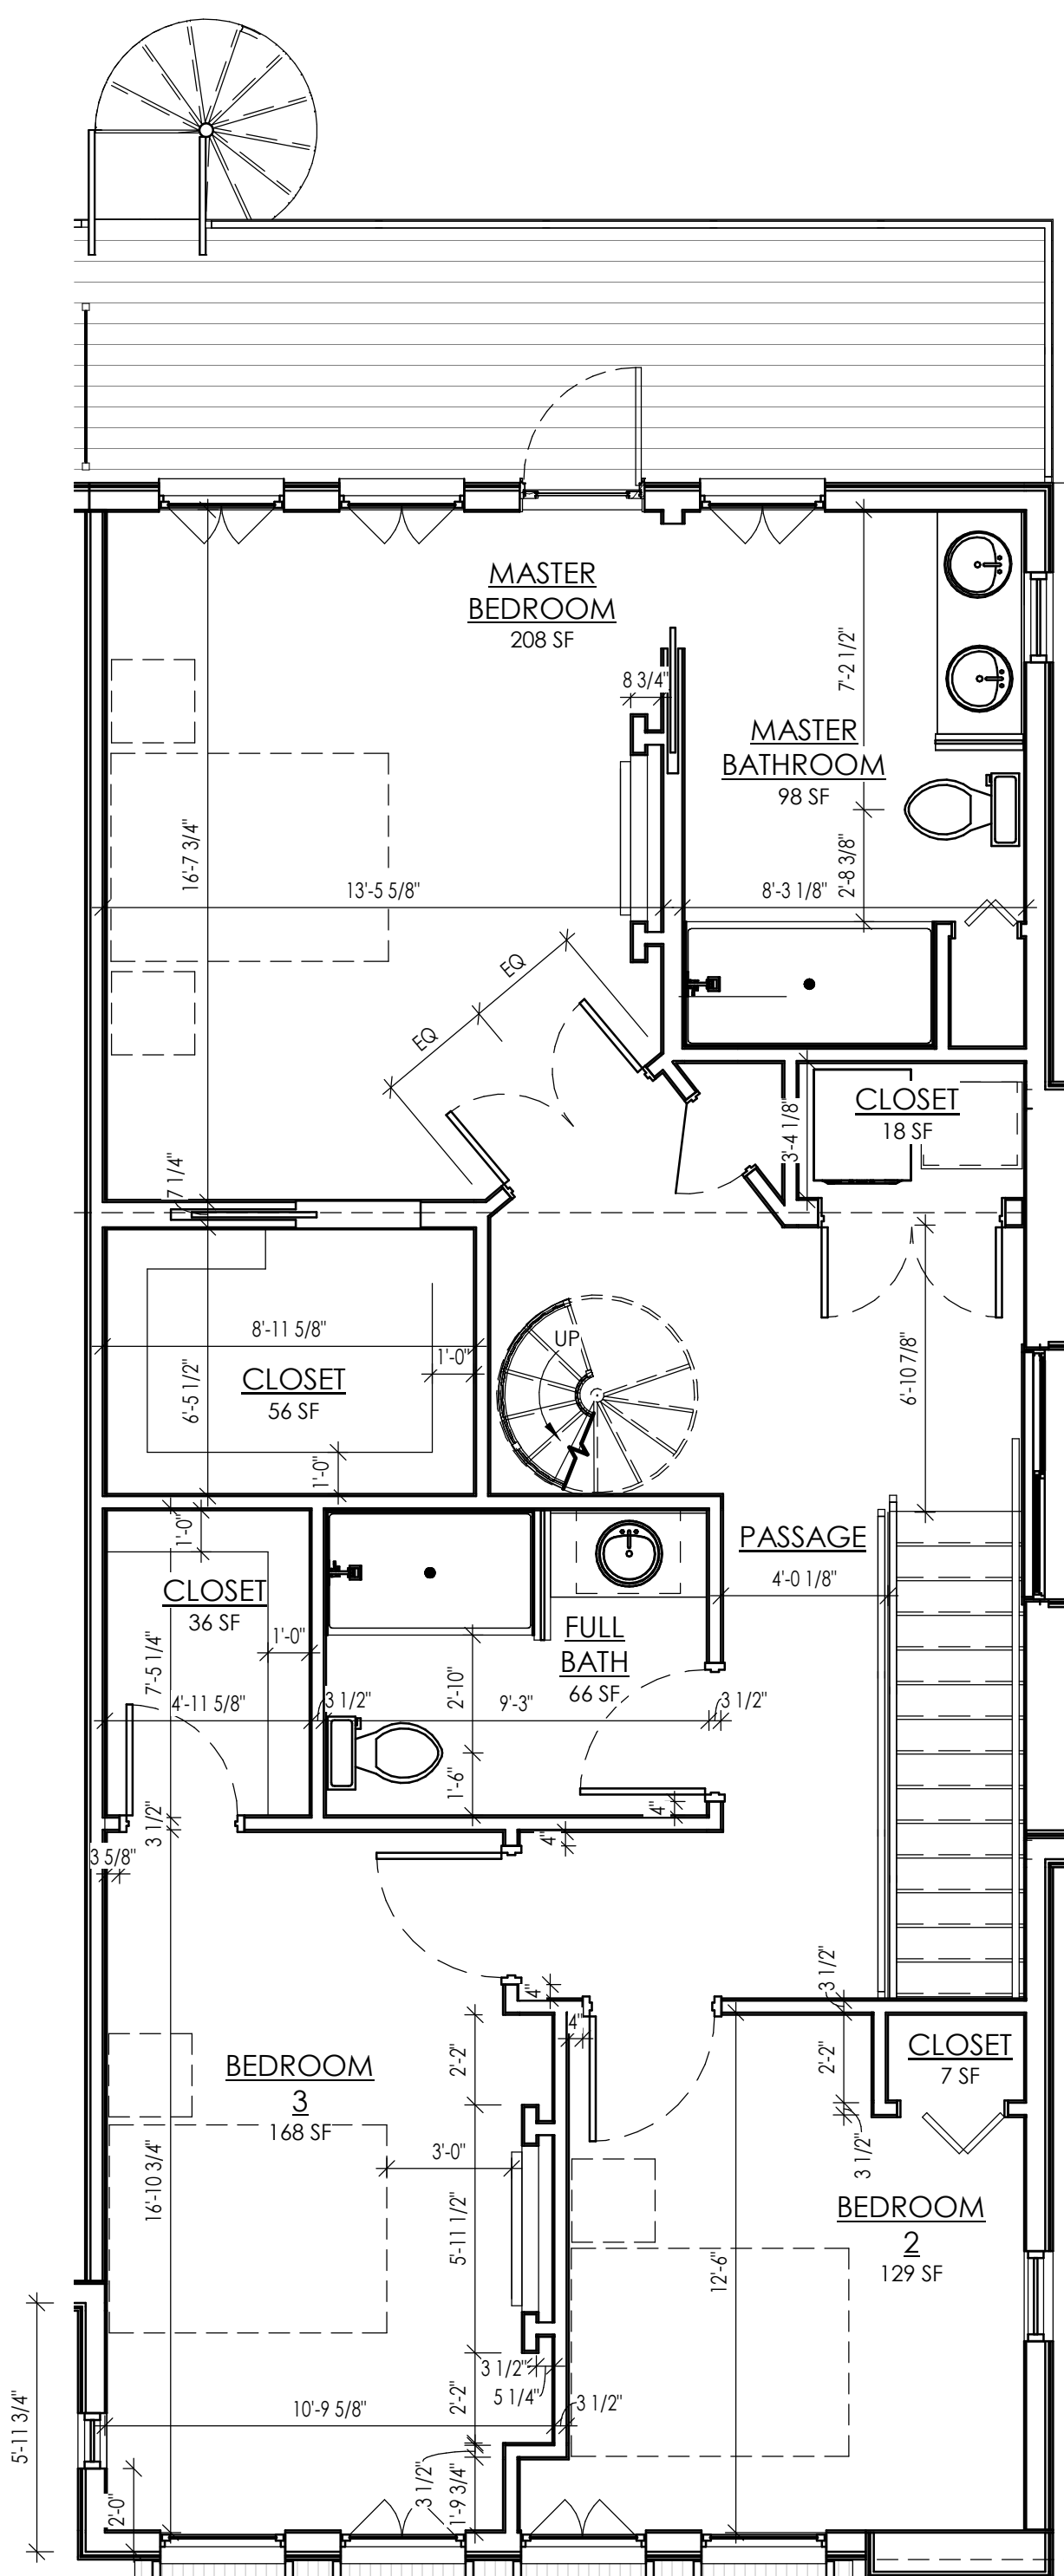 MASTER
BEDROOM
208 SF
7'-2 1/2"
8 3/4"
MASTER
BATHROOM
98 SF
16'-7 3/4"
2'-8 3/8"
13'-5 5/8"
8'-3 1/8"
EQ
EQ
CLOSET
18 SF
3'-4 1/8"
7 1/4"
8'-11 5/8"
UP
1'-0"
6'-10 7/8"
CLOSET
56 SF
6'-5 1/2"
1'-0"
1'-0"
PASSAGE
4'-0 1/8"
CLOSET
36 SF
FULL
BATH
66 SF
1'-0"
7'-5 1/4"
2'-10"
4'-11 5/8"
3 1/2"
9'-3"
3 1/2"
1'-6"
4"
3 1/2"
4"
3 5/8"
3 1/2"
4"
4"
2'-2"
2'-2"
CLOSET
7 SF
BEDROOM
3
168 SF
3 1/2"
3'-0"
16'-10 3/4"
5'-11 1/2"
BEDROOM
2
129 SF
12'-6"
3 1/2"
5 1/4"
3 1/2"
2'-2"
10'-9 5/8"
5'-11 3/4"
3 1/2"
1'-9 3/4"
2'-0"